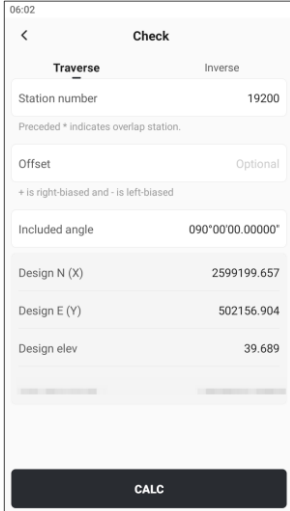 06:02
Check
Traverse Inverse
Station number 19200
Preceded * indicates overlap station.
Offset Optional
+ is right-biased and - is left-biased
Included angle 090°00'00.00000"
Design N (X) 2599199.657
Design E (Y) 502156.904
Design elev 39.689
CALC